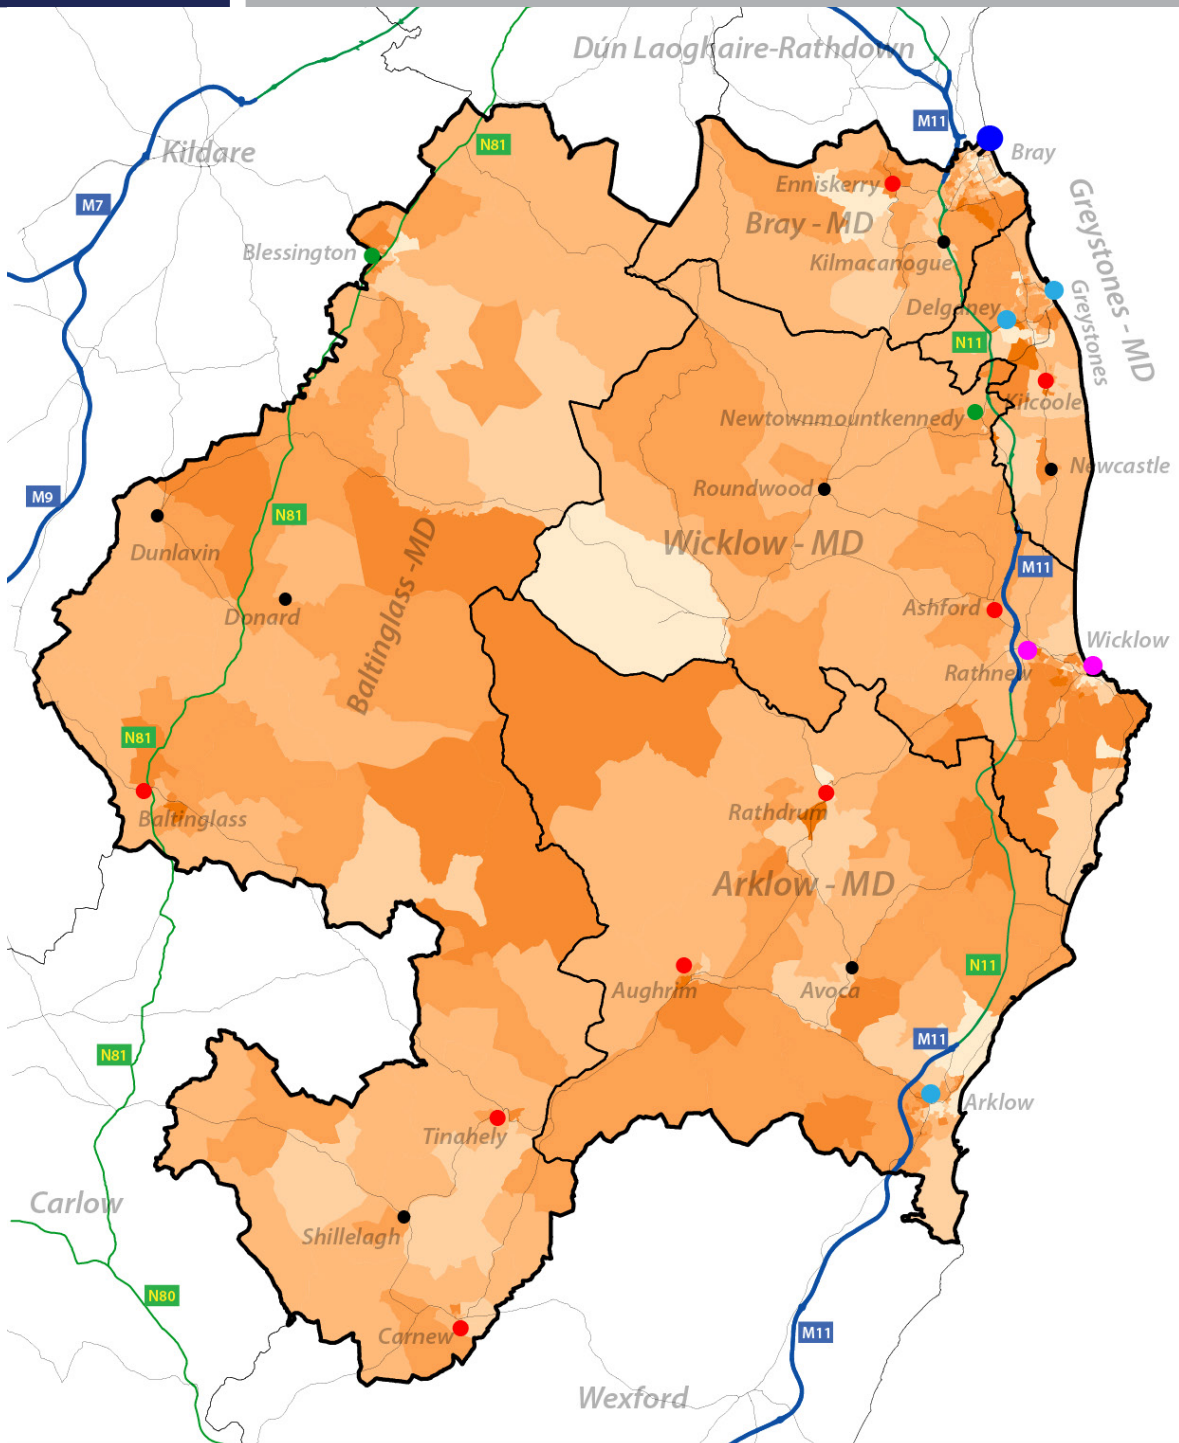 Dún Laoghaire-Rathdown
M11
N81
Bray
Kildare
Enniskerry
M7
Greystones - MD
Bray - MD
Blessington
Kilmacanogue
Greystones
Delganey
N11
Kilcoole
Newtownmountkennedy
Newcastle
Roundwood
M9
N81
Baltinglass -MD
Wicklow - MD
Dunlavin
M11
Ashford
Donard
Wicklow
Rathnew
N81
Rathdrum
Baltinglass
Arklow - MD
N11
Aughrim
Avoca
M11
N81
Arklow
Tinahely
Carlow
Shillelagh
N80
M11
Carnew
Wexford